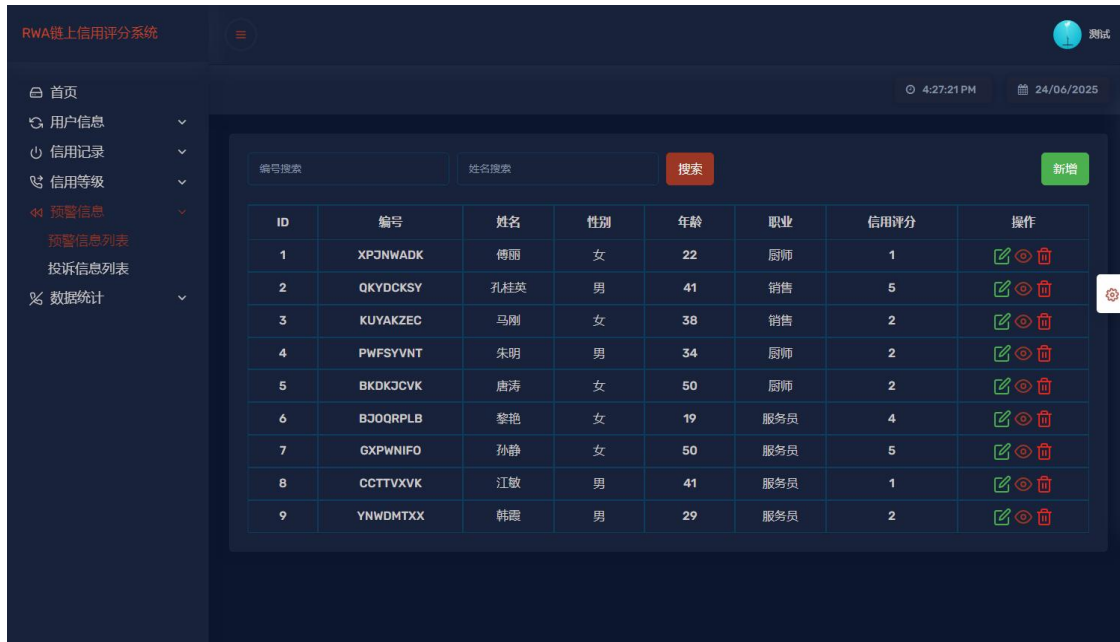 RWA链上信用评分系统
测试
4:27:21 PM 24/06/2025
首页
用户信息
信用记录
信用等级
预警信息
预警信息列表
投诉信息列表
数据统计
编号搜索 姓名搜索 搜索 新增
ID 编号 姓名 性别 年龄 职业 信用评分 操作
1 XPJNWADK 傅丽 女 22 厨师 1
2 QKYDCKSY 孔桂英 男 41 销售 5
3 KUYAKZEC 马刚 女 38 销售 2
4 PWFSYVNT 朱明 男 34 厨师 2
5 BKDKJCVK 唐涛 女 50 厨师 2
6 BJOQRPLB 黎艳 女 19 服务员 4
7 GXPWNIFO 孙静 女 50 服务员 5
8 CCTTVXVK 江敏 男 41 服务员 1
9 YNWDMTXX 韩霞 男 29 服务员 2